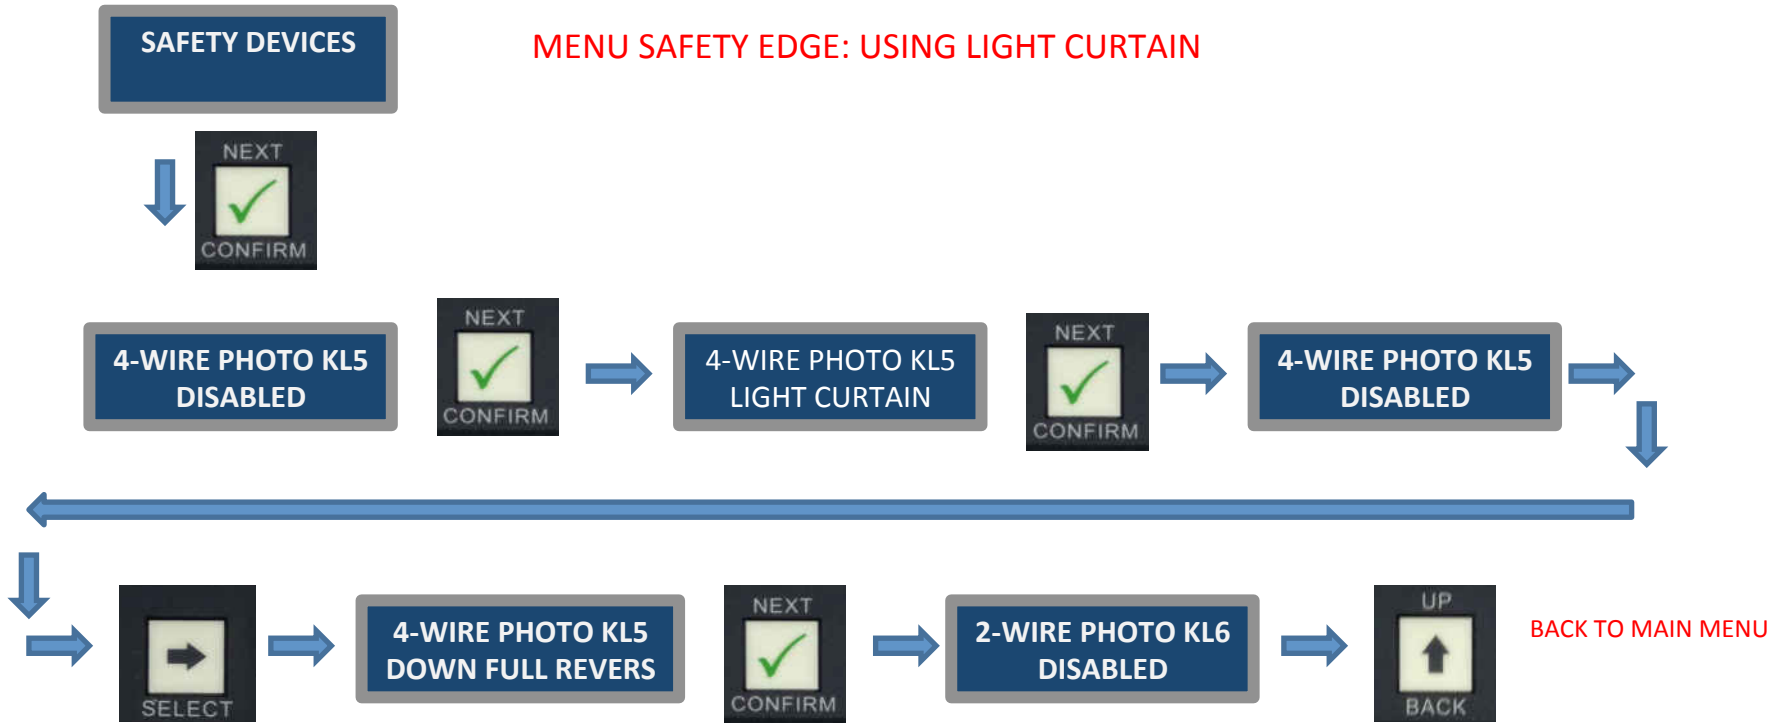 SAFETY DEVICES
MENU SAFETY EDGE: USING LIGHT CURTAIN
NEXT
CONFIRM
4-WIRE PHOTO KL5
DISABLED
NEXT
CONFIRM
4-WIRE PHOTO KL5
LIGHT CURTAIN
NEXT
CONFIRM
4-WIRE PHOTO KL5
DISABLED
SELECT
4-WIRE PHOTO KL5
DOWN FULL REVERS
NEXT
CONFIRM
2-WIRE PHOTO KL6
DISABLED
UP
BACK
BACK TO MAIN MENU